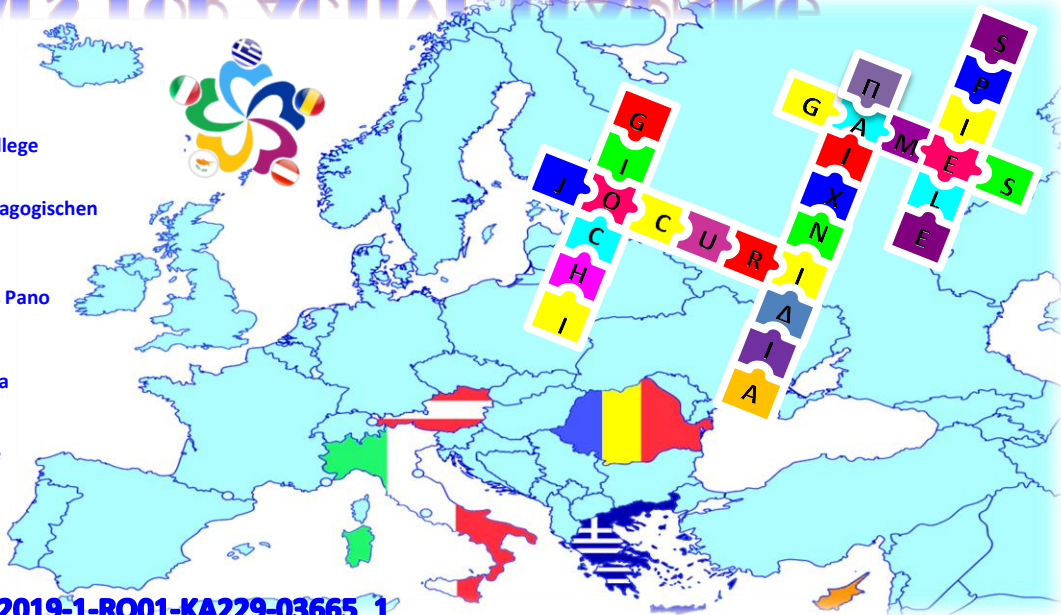 llege
agogischen
Pano
a
GIOCHI
JOCURI
ΠΑΙΧΝΙΔΙΑ
GAMES
SPIELE
2019-1-RO01-KA229-03665_1